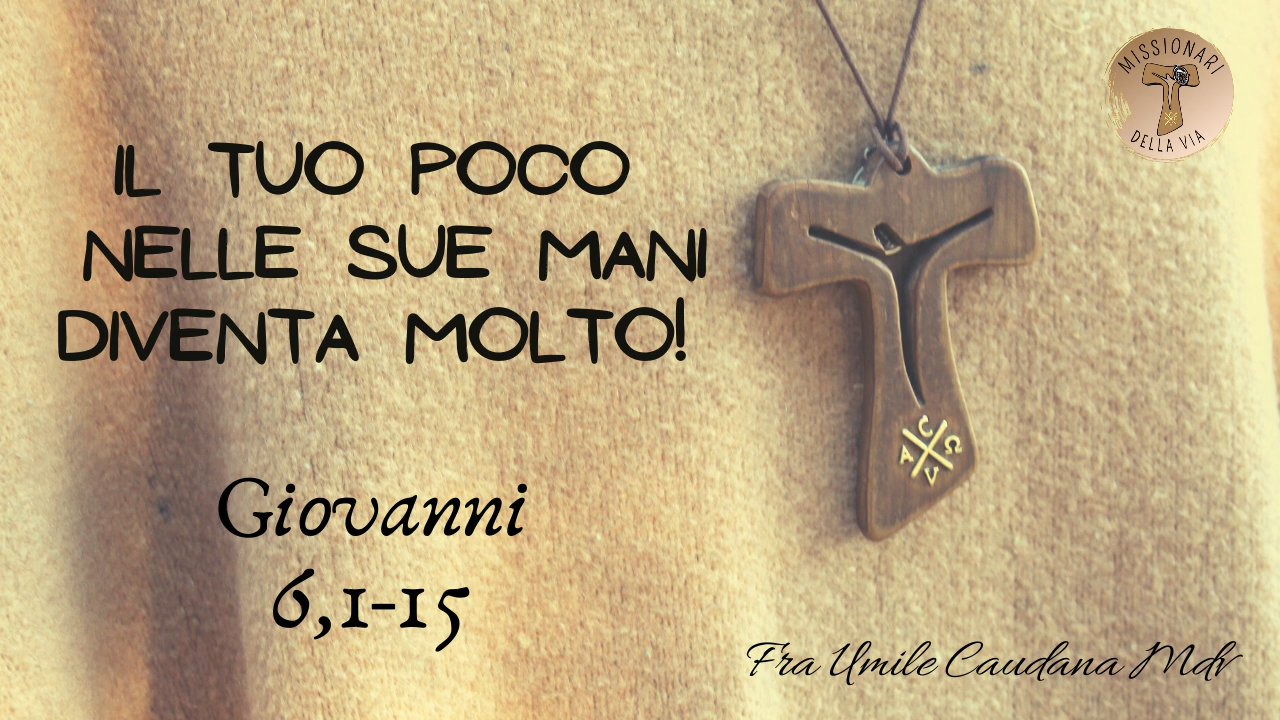 MISSIONARI
DELLA VIA
IL TUO POCO
NELLE SUE MANI
DIVENTA MOLTO!
Giovanni
6,1-15
A C Ω V
Fra Umile Caudana Mdv